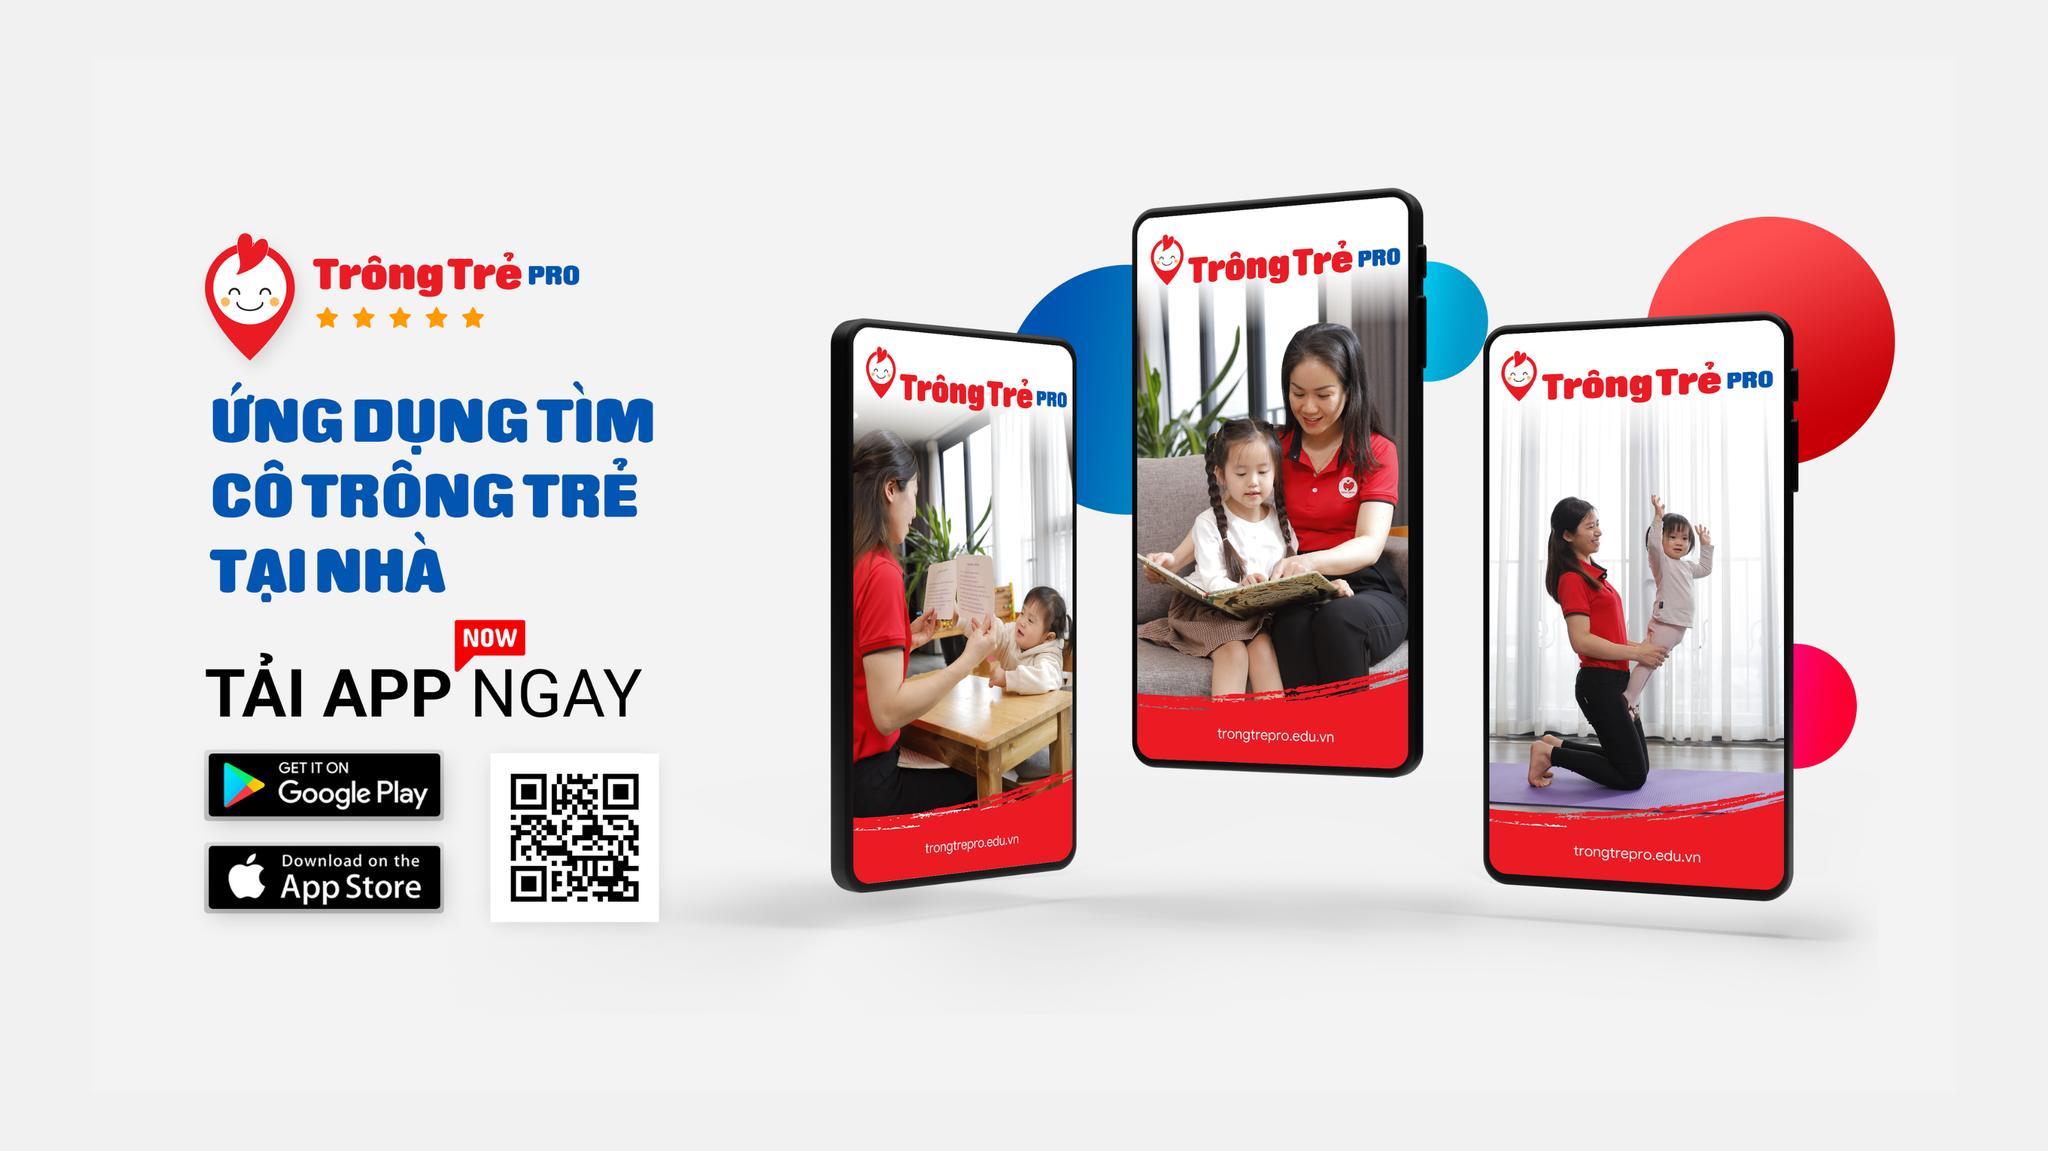 Trông Trẻ PRO
ỨNG DỤNG TÌM
CÔ TRÔNG TRẺ
TẠI NHÀ
NOW
TẢI APP NGAY
GET IT ON
Google Play
Download on the
App Store
Trông Trẻ PRO
trongtrepro.edu.vn
Trông Trẻ PRO
trongtrepro.edu.vn
Trông Trẻ PRO
trongtrepro.edu.vn